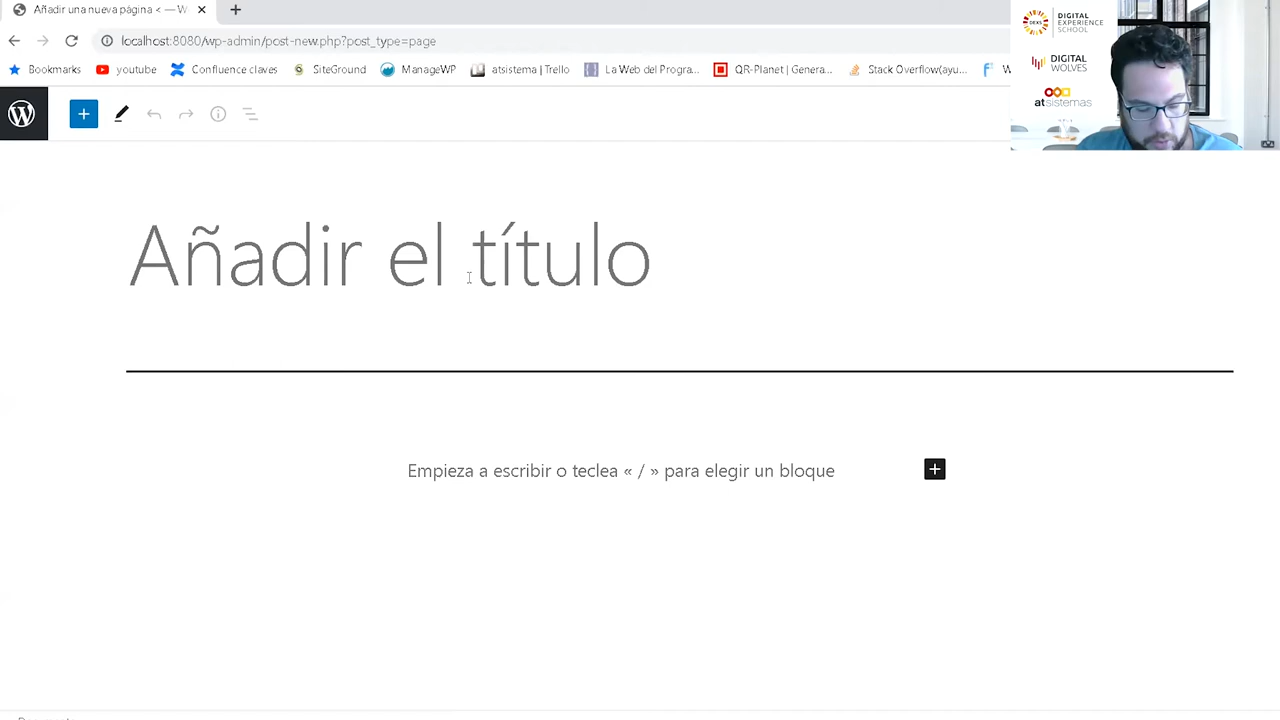 Añadir una nueva página < — W
localhost:8080/wp-admin/post-new.php?post_type=page
Bookmarks
youtube
Confluence claves
SiteGround
ManageWP
atsistema | Trello
La Web del Progra...
QR-Planet | Genera...
Stack Overflow(ayu...
W
DEXS
DIGITAL
EXPERIENCE
SCHOOL
DIGITAL
WOLVES
atsistemas
Añadir el título
Empieza a escribir o teclea « / » para elegir un bloque